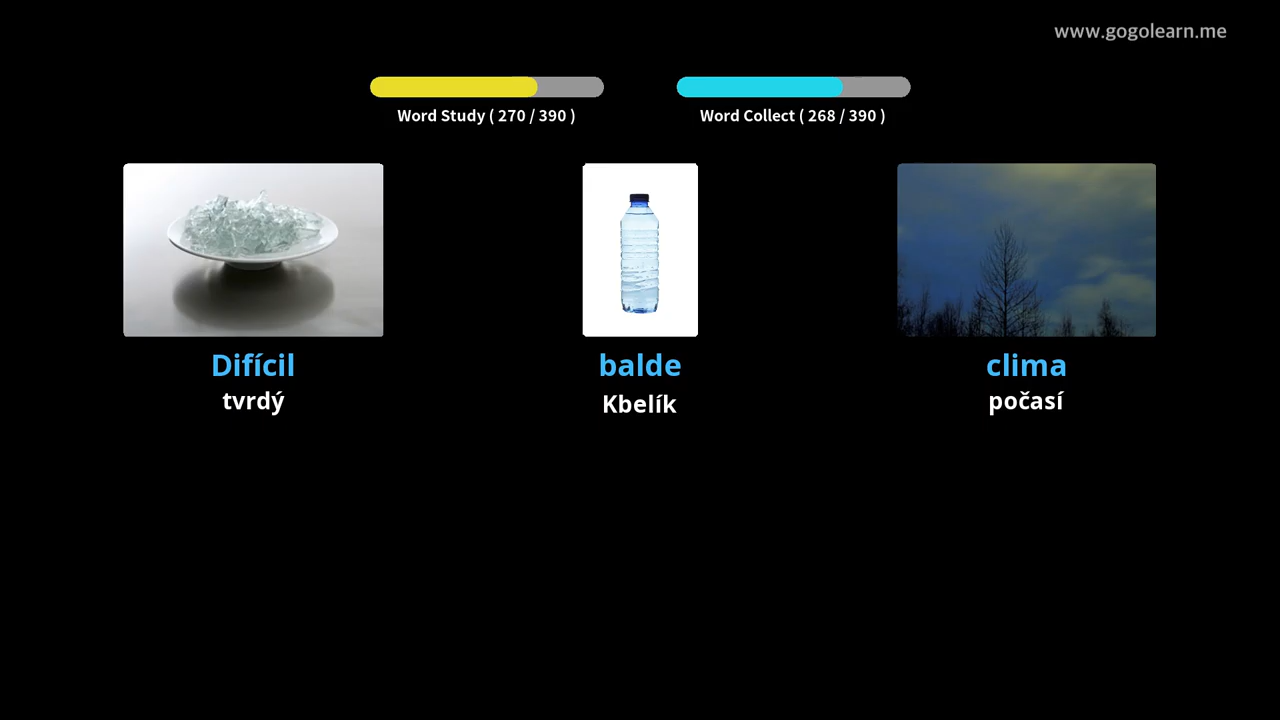 www.gogolearn.me
Word Study ( 270 / 390 )
Word Collect ( 268 / 390 )
Difícil
tvrdý
balde
Kbelík
clima
počasí